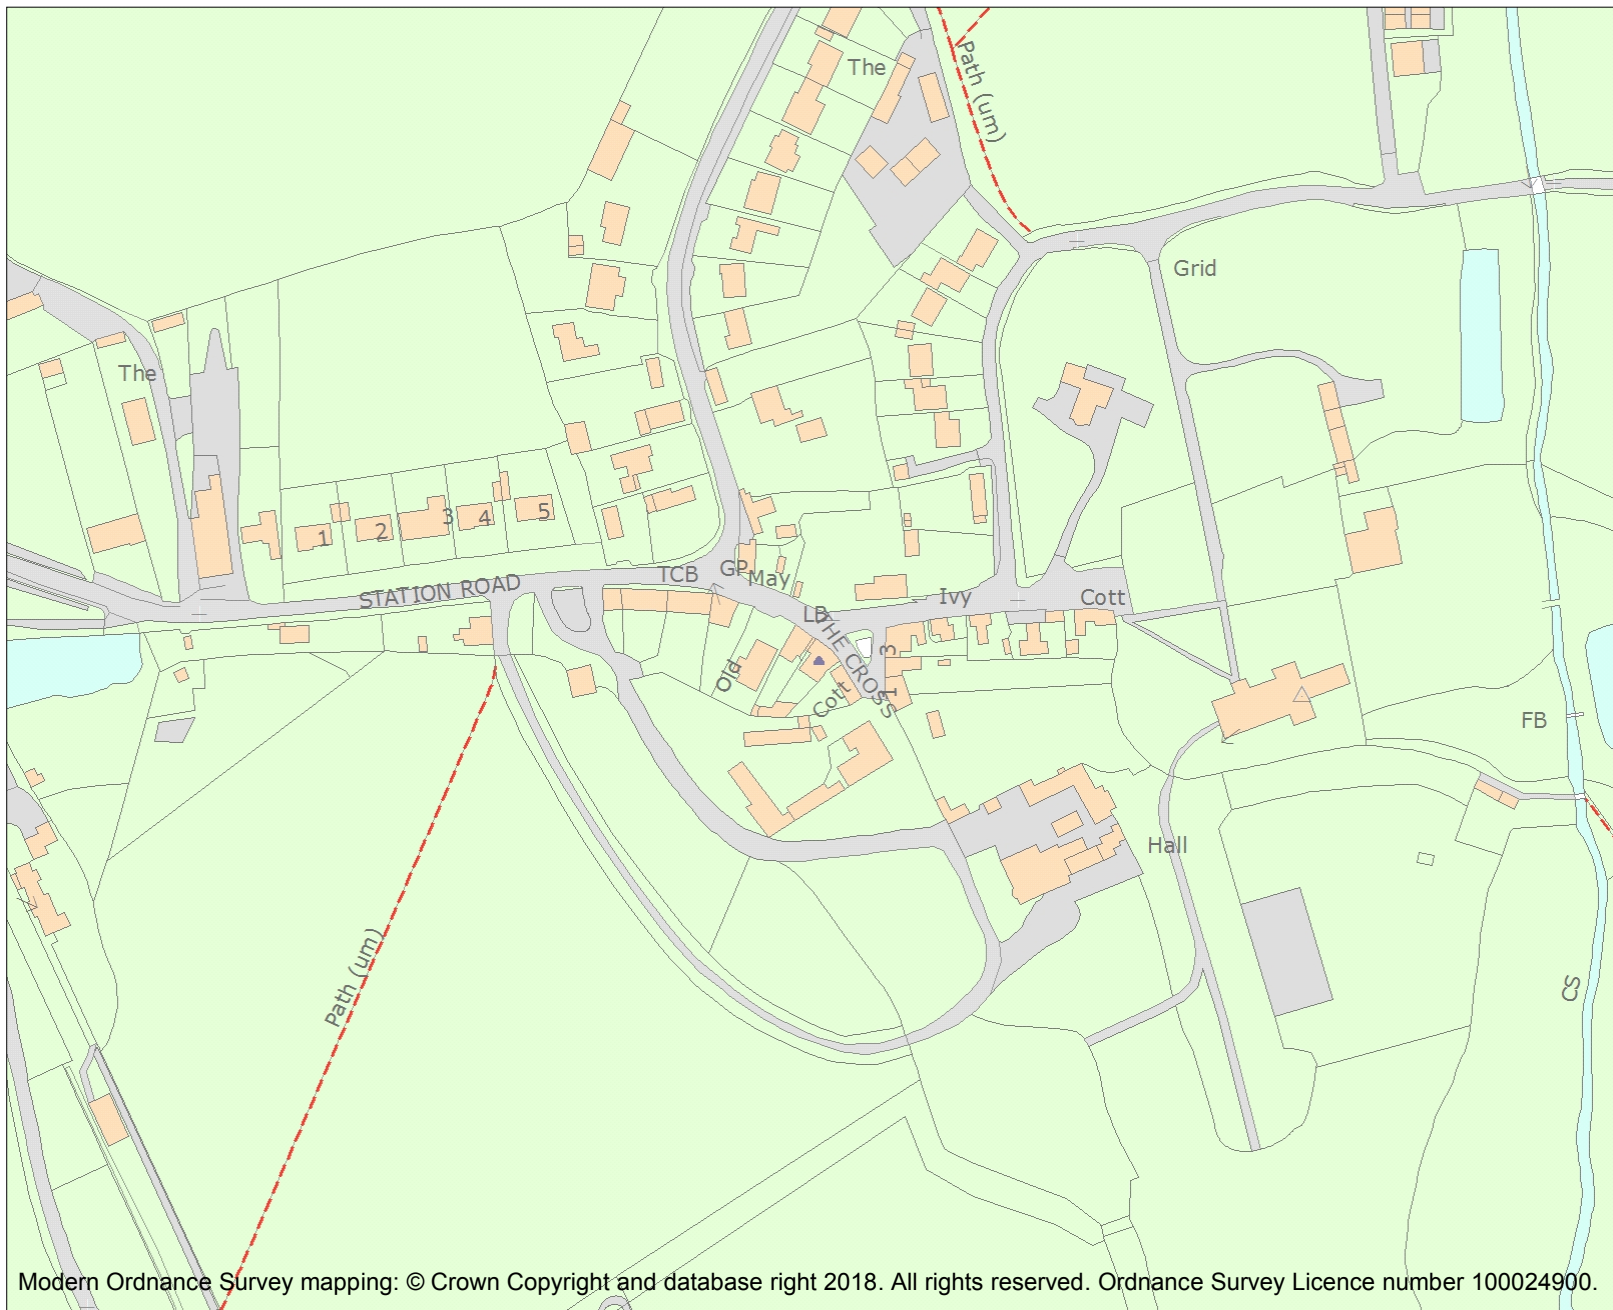 The
Path (um)
Grid
The
1
2
3
4
5
STATION ROAD
TCB
GP
May
LB
Ivy
Cott
THE CROSS
3
1
Old
Cott
FB
Hall
Path (um)
CS
Modern Ordnance Survey mapping: © Crown Copyright and database right 2018. All rights reserved. Ordnance Survey Licence number 100024900.